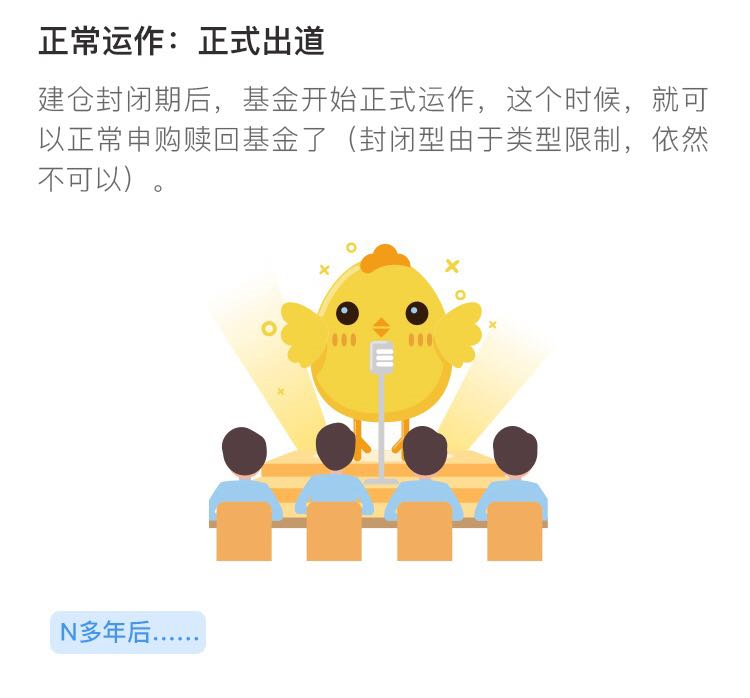 正常运作：正式出道
建仓封闭期后，基金开始正式运作，这个时候，就可
以正常申购赎回基金了（封闭型由于类型限制，依然
不可以）。
N多年后......